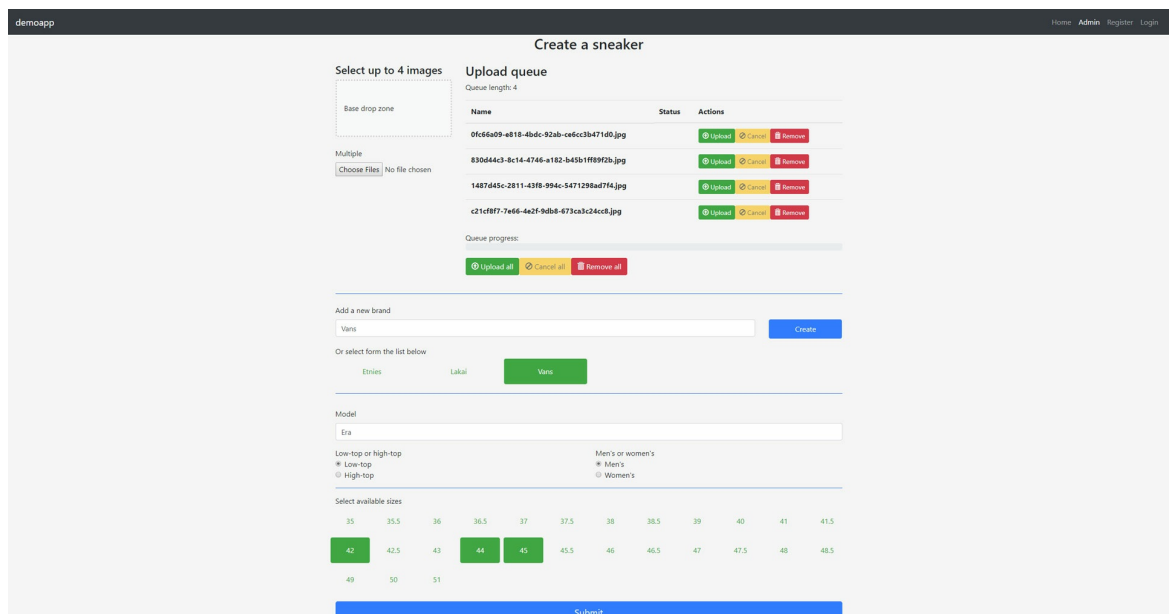 demoapp
Home Admin Register Login
Create a sneaker
Select up to 4 images
Base drop zone
Multiple
Choose Files No file chosen
Upload queue
Queue length: 4
Name Status Actions
0fc66a09-e818-4bdc-92ab-ce6cc3b471d0.jpg Upload Cancel Remove
830d44c3-8c14-4746-a182-b45b1ff89f2b.jpg Upload Cancel Remove
1487d45c-2811-43f8-994c-5471298ad7f4.jpg Upload Cancel Remove
c21cf8f7-7e66-4e2f-9db8-673ca3c24cc8.jpg Upload Cancel Remove
Queue progress:
Upload all Cancel all Remove all
Add a new brand
Vans Create
Or select form the list below
Etnies Lakai Vans
Model
Era
Low-top or high-top
Low-top
High-top
Men's or women's
Men's
Women's
Select available sizes
35 35.5 36 36.5 37 37.5 38 38.5 39 40 41 41.5
42 42.5 43 44 45 45.5 46 46.5 47 47.5 48 48.5
49 50 51
Submit